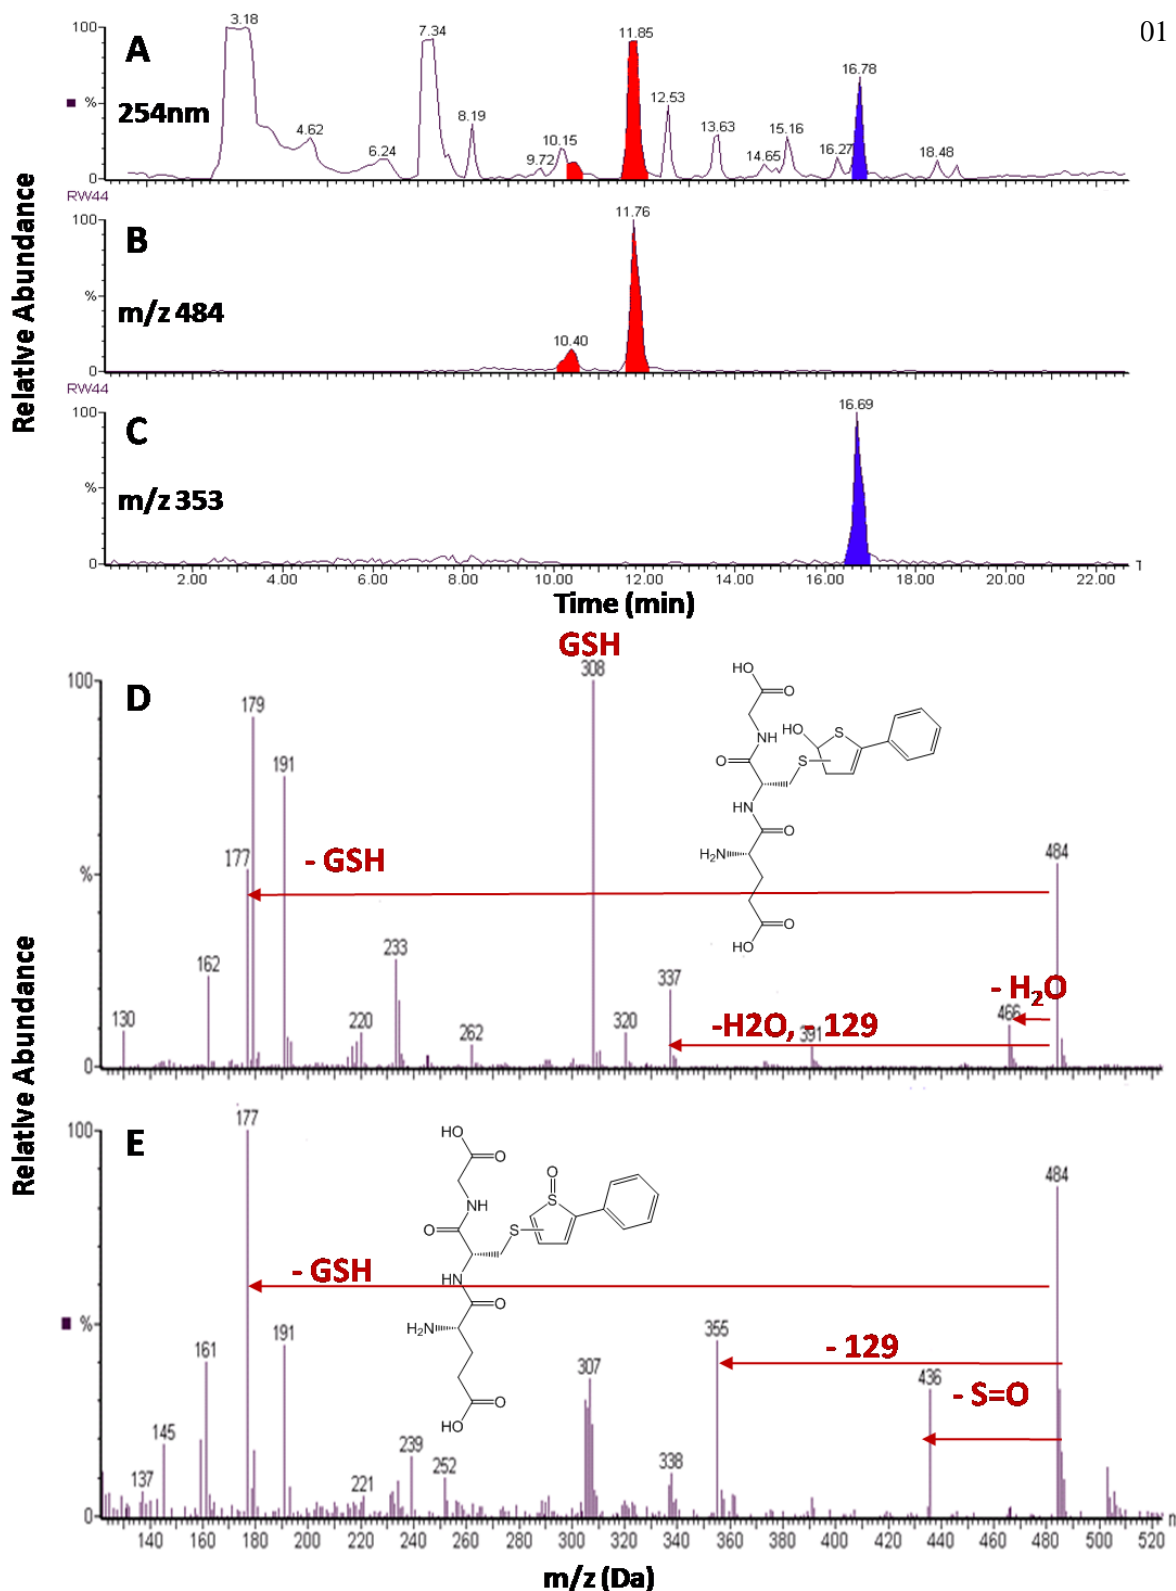 01
Relative Abundance
A
254nm
100
%
0
3.18
4.62
6.24
7.34
8.19
9.72
10.15
11.85
12.53
13.63
14.65
15.16
16.27
16.78
18.48
RW44
B
m/z 484
100
%
0
10.40
11.76
RW44
C
m/z 353
100
%
0
16.69
2.00 4.00 6.00 8.00 10.00 12.00 14.00 16.00 18.00 20.00 22.00
Time (min)
Relative Abundance
D
100
%
0
GSH
308
130
162
177
179
191
220
233
262
320
337
391
466
484
- GSH
- H2O
-H2O, - 129
HO
O
NH
HO
S
O
S
HN
O
H2N
O
HO
E
100
%
0
177
137
145
161
191
221
239
252
307
338
355
436
484
- GSH
- 129
- S=O
HO
O
NH
O
S
O
S
HN
O
H2N
O
HO
140 160 180 200 220 240 260 280 300 320 340 360 380 400 420 440 460 480 500 520
m/z (Da)